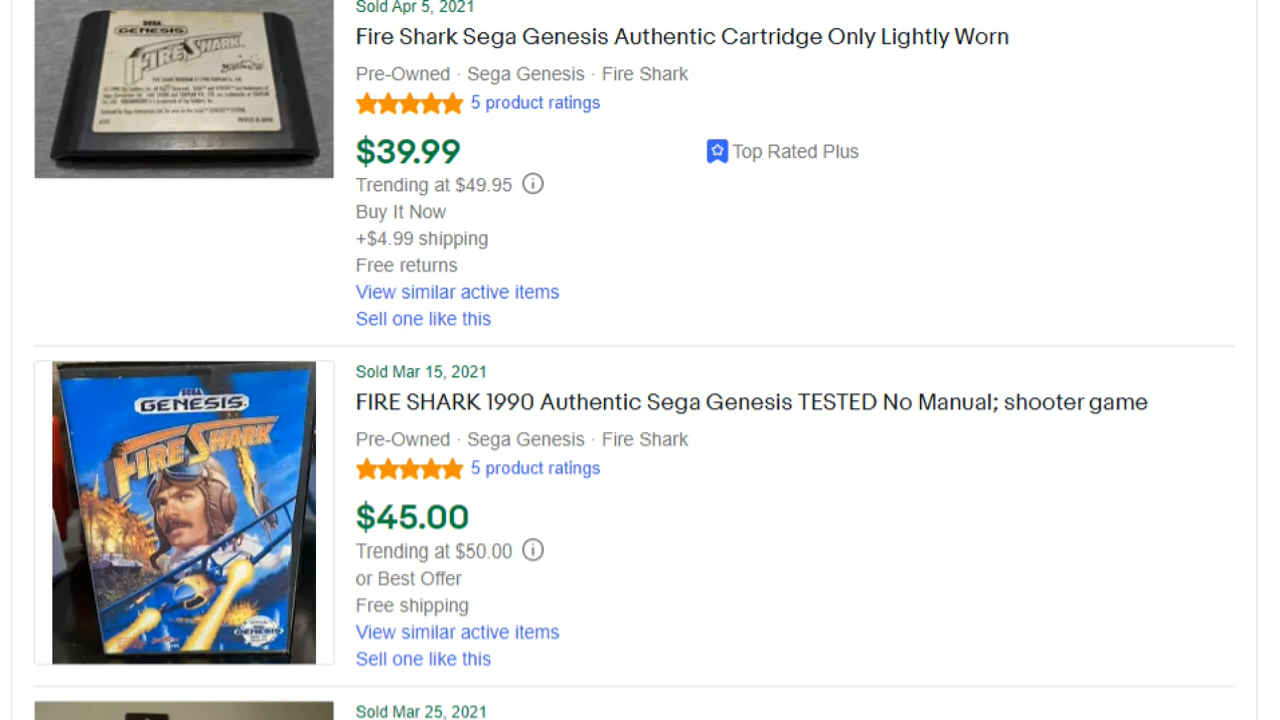 Sold Apr 5, 2021
Fire Shark Sega Genesis Authentic Cartridge Only Lightly Worn
Pre-Owned · Sega Genesis · Fire Shark
5 product ratings
$39.99
Top Rated Plus
Trending at $49.95
Buy It Now
+$4.99 shipping
Free returns
View similar active items
Sell one like this
SEGA
GENESIS
FIRE SHARK
Sold Mar 15, 2021
FIRE SHARK 1990 Authentic Sega Genesis TESTED No Manual; shooter game
Pre-Owned · Sega Genesis · Fire Shark
5 product ratings
$45.00
Trending at $50.00
or Best Offer
Free shipping
View similar active items
Sell one like this
SEGA
GENESIS
FIRE SHARK
GENESIS
Sold Mar 25, 2021